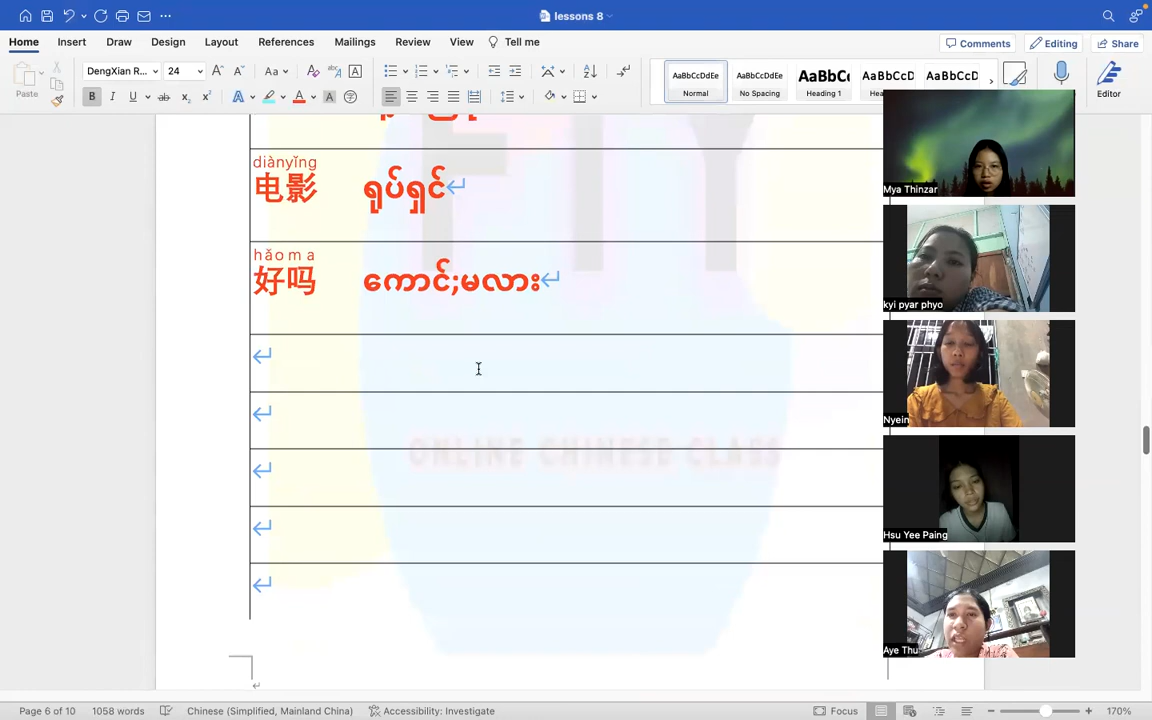 lessons 8
Home Insert Draw Design Layout References Mailings Review View Tell me
Comments Editing Share
Paste
DengXian R... 24
Aa
AaBbCcDdEe AaBbCcDdEe AaBbC AaBbCcD AaBbCcD
Normal No Spacing Heading 1
Editor
diànyǐng
电影 ရုပ်ရှင်
hǎo ma
好吗 ကောင်;မလား
ONLINE CHINESE CLASS
Mya Thinzar
kyi pyar phyo
Nyein
Hsu Yee Paing
Aye Thu
Page 6 of 10 1058 words Chinese (Simplified, Mainland China) Accessibility: Investigate
Focus 170%